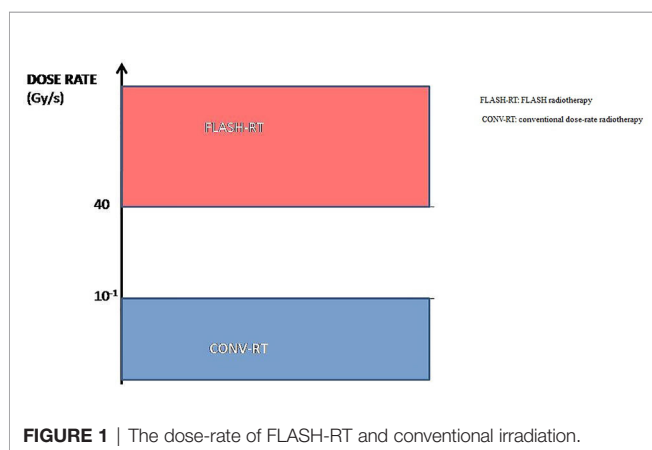 DOSE RATE
(Gy/s)
FLASH-RT
FLASH-RT: FLASH radiotherapy
CONV-RT: conventional dose-rate radiotherapy
40
10⁻¹
CONV-RT
FIGURE 1 | The dose-rate of FLASH-RT and conventional irradiation.